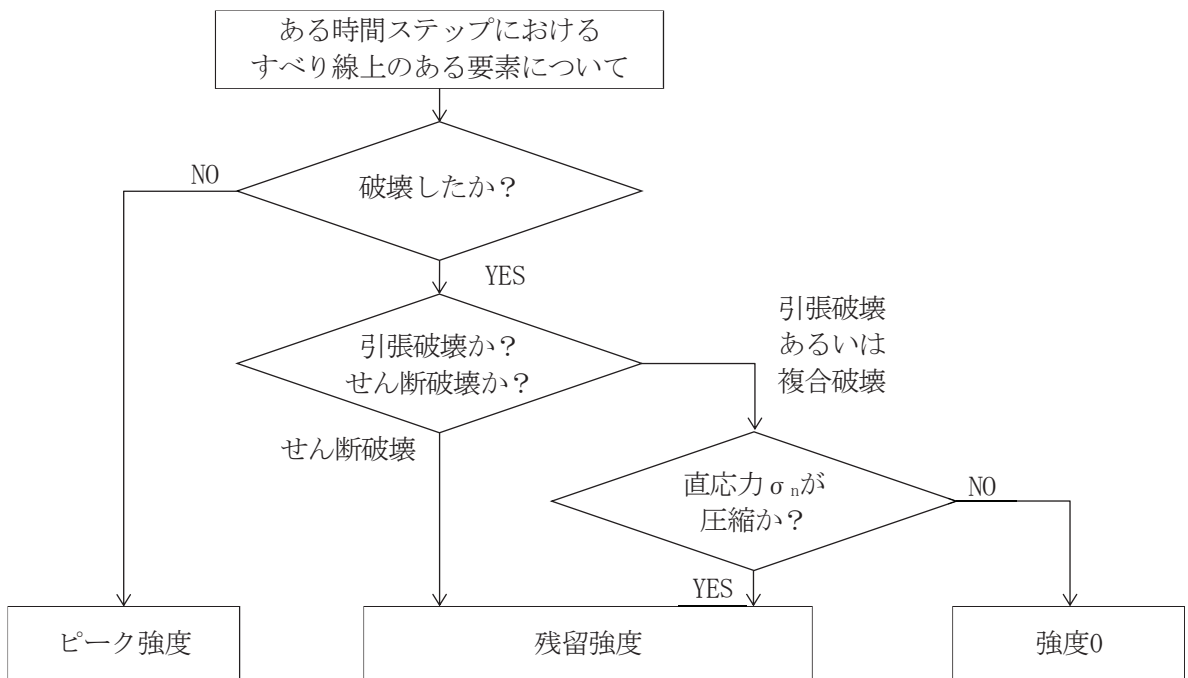 ある時間ステップにおける
すべり線上のある要素について
破壊したか？
NO
YES
引張破壊か？
せん断破壊か？
引張破壊
あるいは
複合破壊
せん断破壊
直応力σnが
圧縮か？
NO
YES
ピーク強度
残留強度
強度0